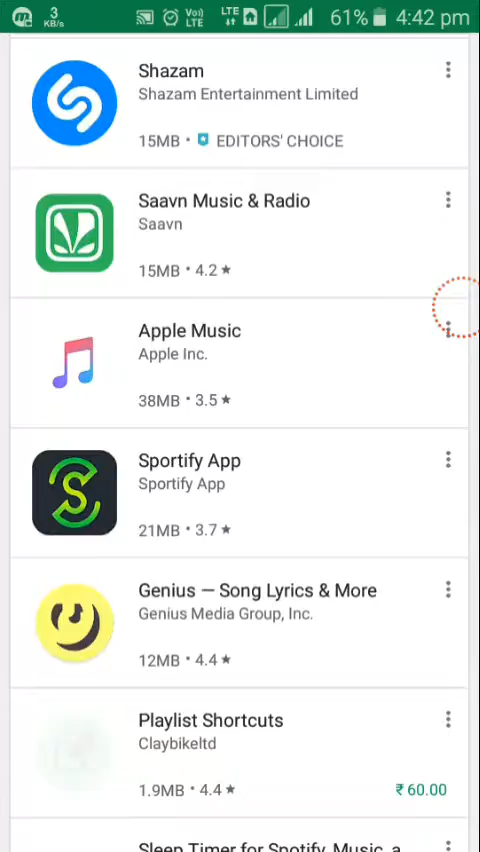 3
KB/s
Vo))
LTE
LTE
61%
4:42 pm
Shazam
Shazam Entertainment Limited
15MB • EDITORS' CHOICE
Saavn Music & Radio
Saavn
15MB • 4.2 ★
Apple Music
Apple Inc.
38MB • 3.5 ★
Sportify App
Sportify App
21MB • 3.7 ★
Genius — Song Lyrics & More
Genius Media Group, Inc.
12MB • 4.4 ★
Playlist Shortcuts
Claybikeltd
1.9MB • 4.4 ★
₹ 60.00
Sleep Timer for Spotify, Music, a